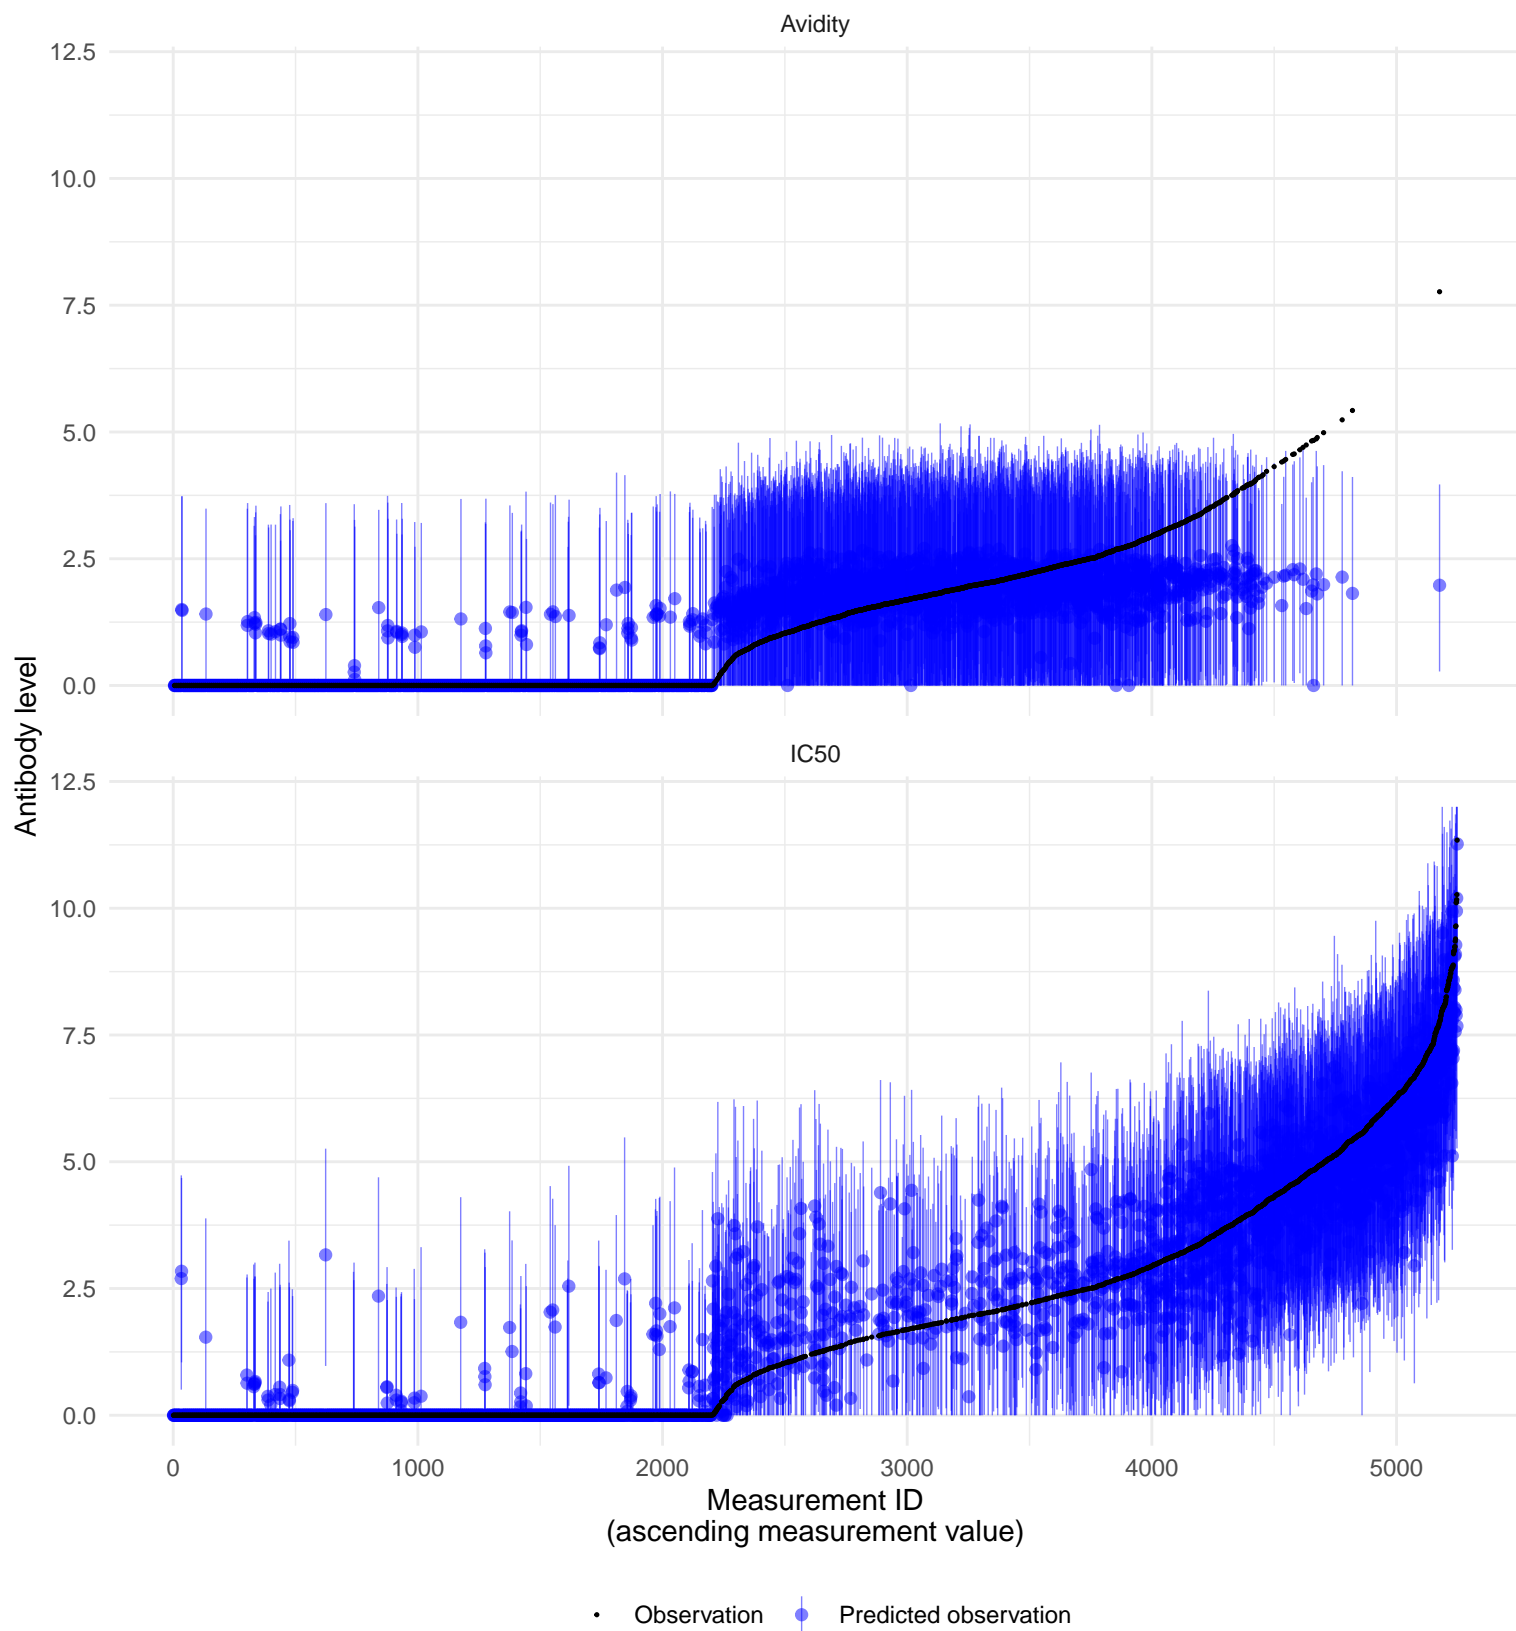 Avidity
12.5
10.0
7.5
5.0
2.5
0.0
IC50
12.5
10.0
7.5
5.0
2.5
0.0
Antibody level
0 1000 2000 3000 4000 5000
Measurement ID
(ascending measurement value)
Observation Predicted observation